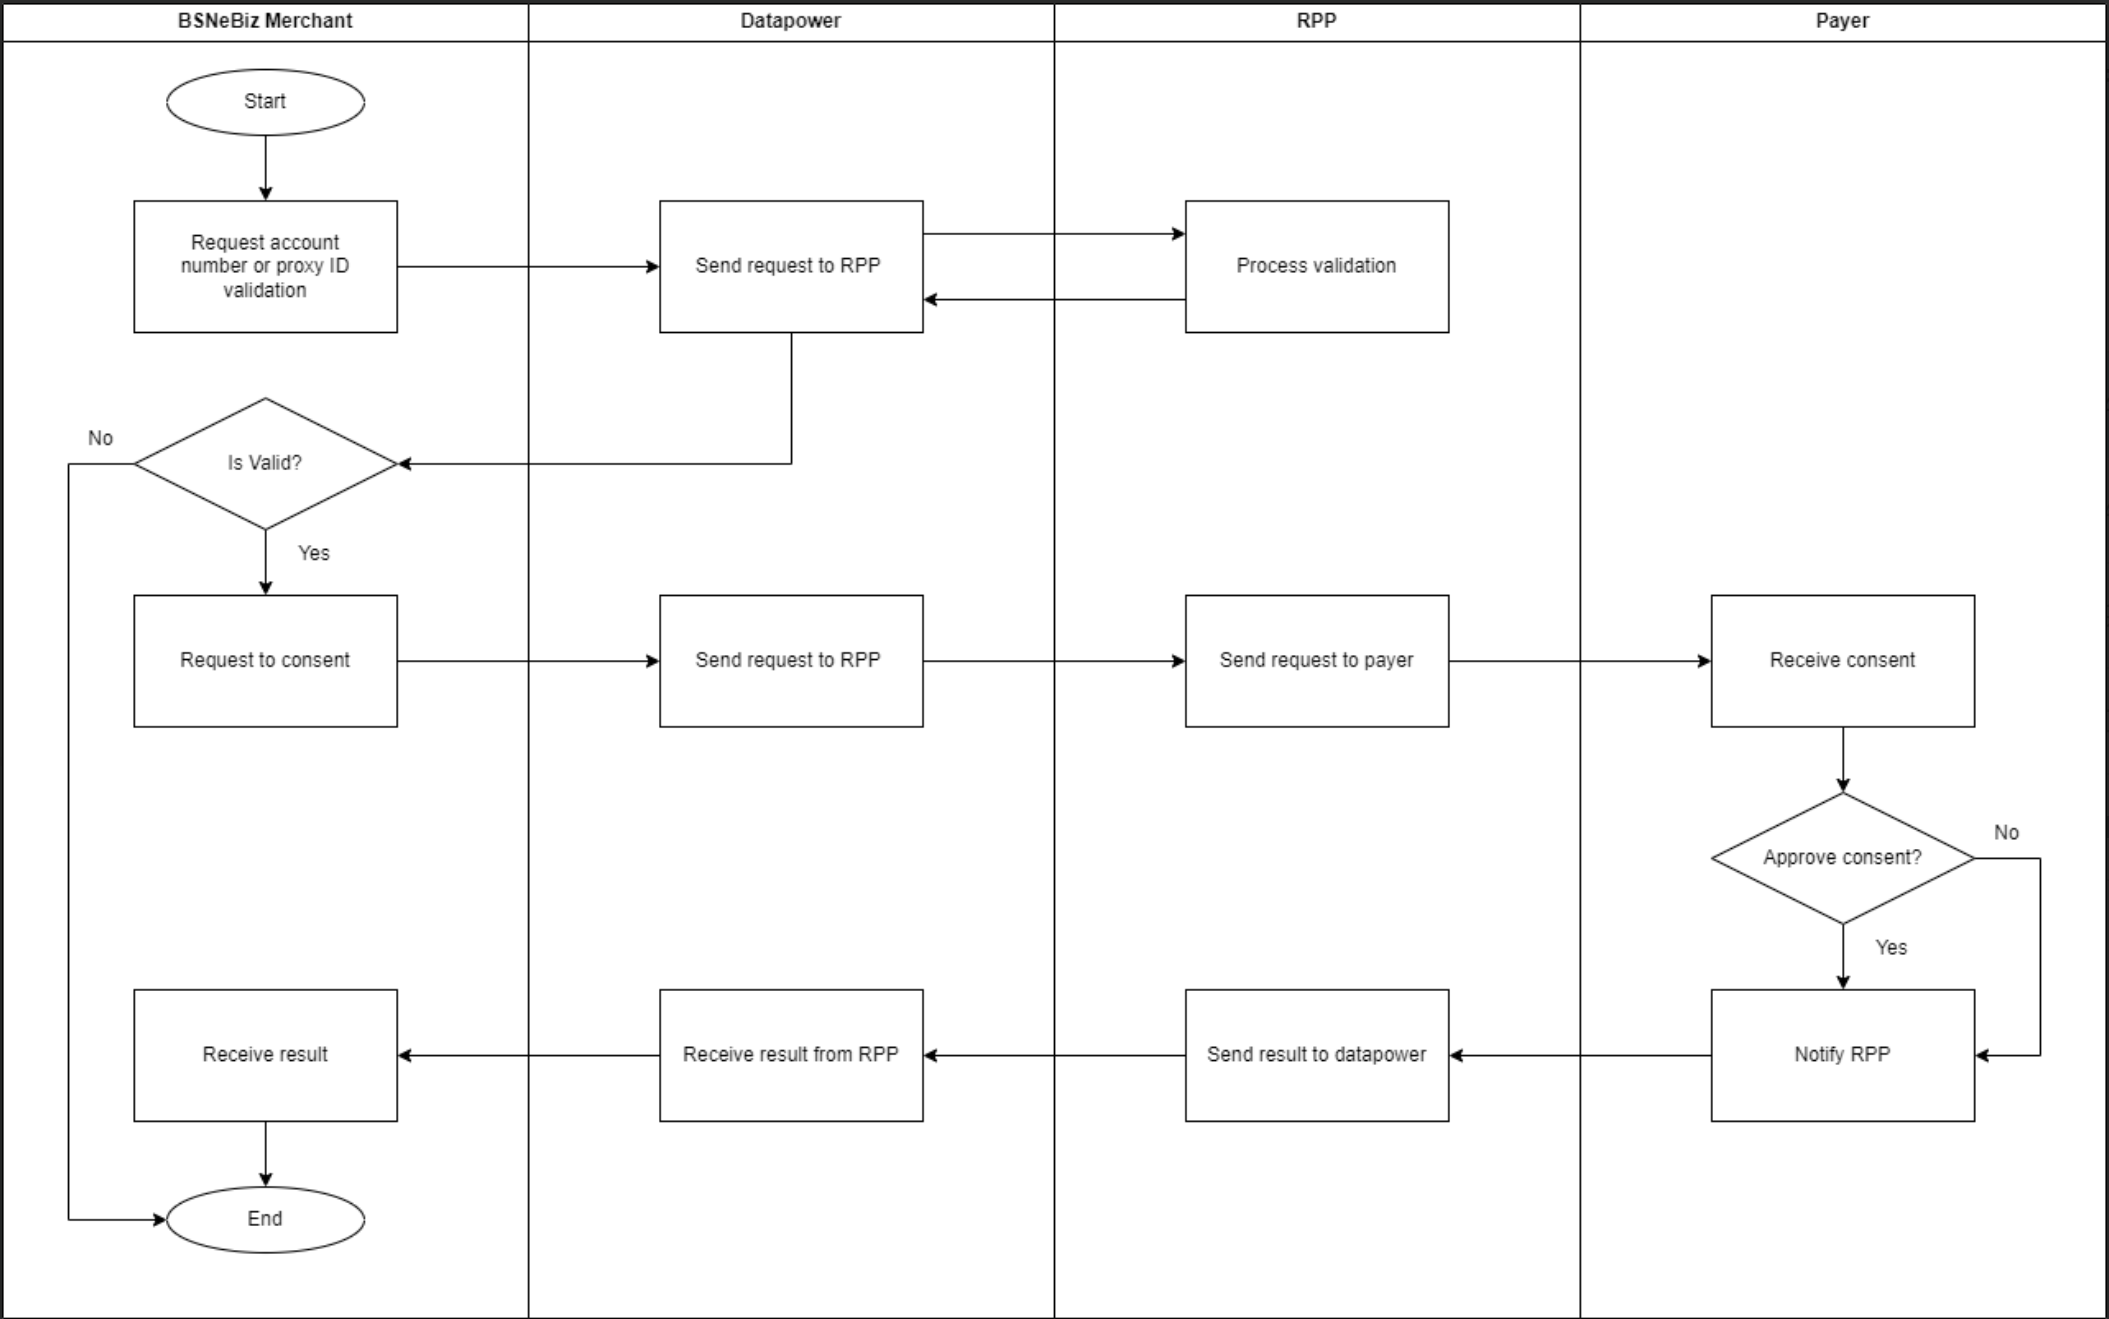 BSNeBiz Merchant
Datapower
RPP
Payer
Start
Request account
number or proxy ID
validation
Send request to RPP
Process validation
No
Is Valid?
Yes
Request to consent
Send request to RPP
Send request to payer
Receive consent
No
Approve consent?
Yes
Receive result
Receive result from RPP
Send result to datapower
Notify RPP
End